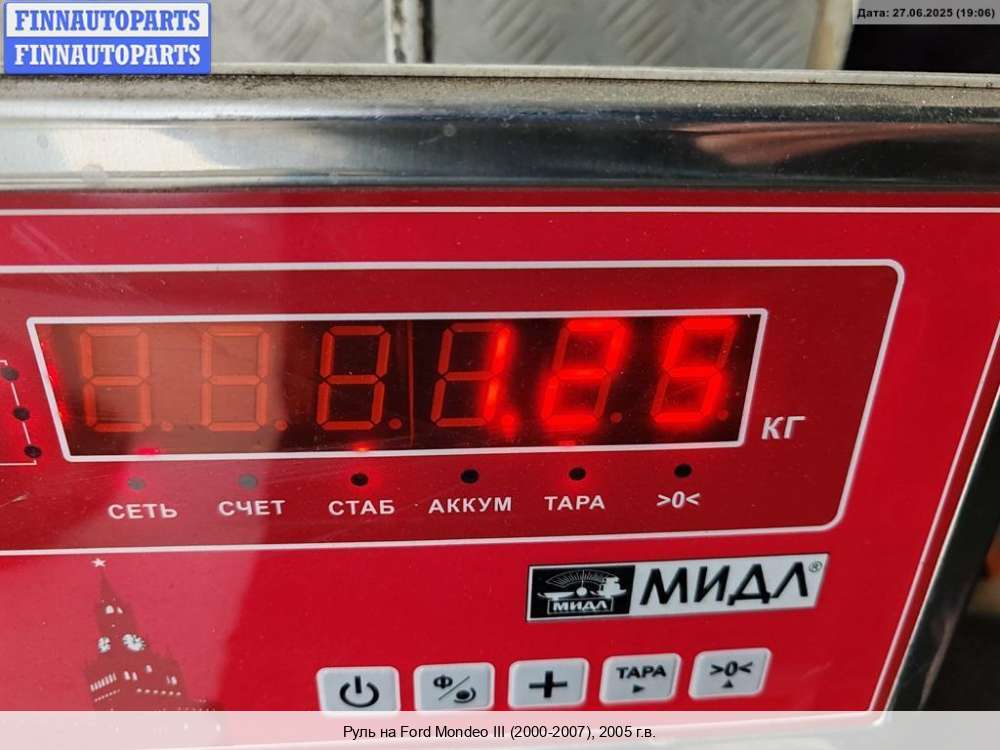 FINNAUTOPARTS
FINNAUTOPARTS
Дата: 27.06.2025 (19:06)
1.25
КГ
СЕТЬ СЧЕТ СТАБ АККУМ ТАРА >0<
МИДЛ МИДЛ®
Ф ТАРА >0<
Руль на Ford Mondeo III (2000-2007), 2005 г.в.